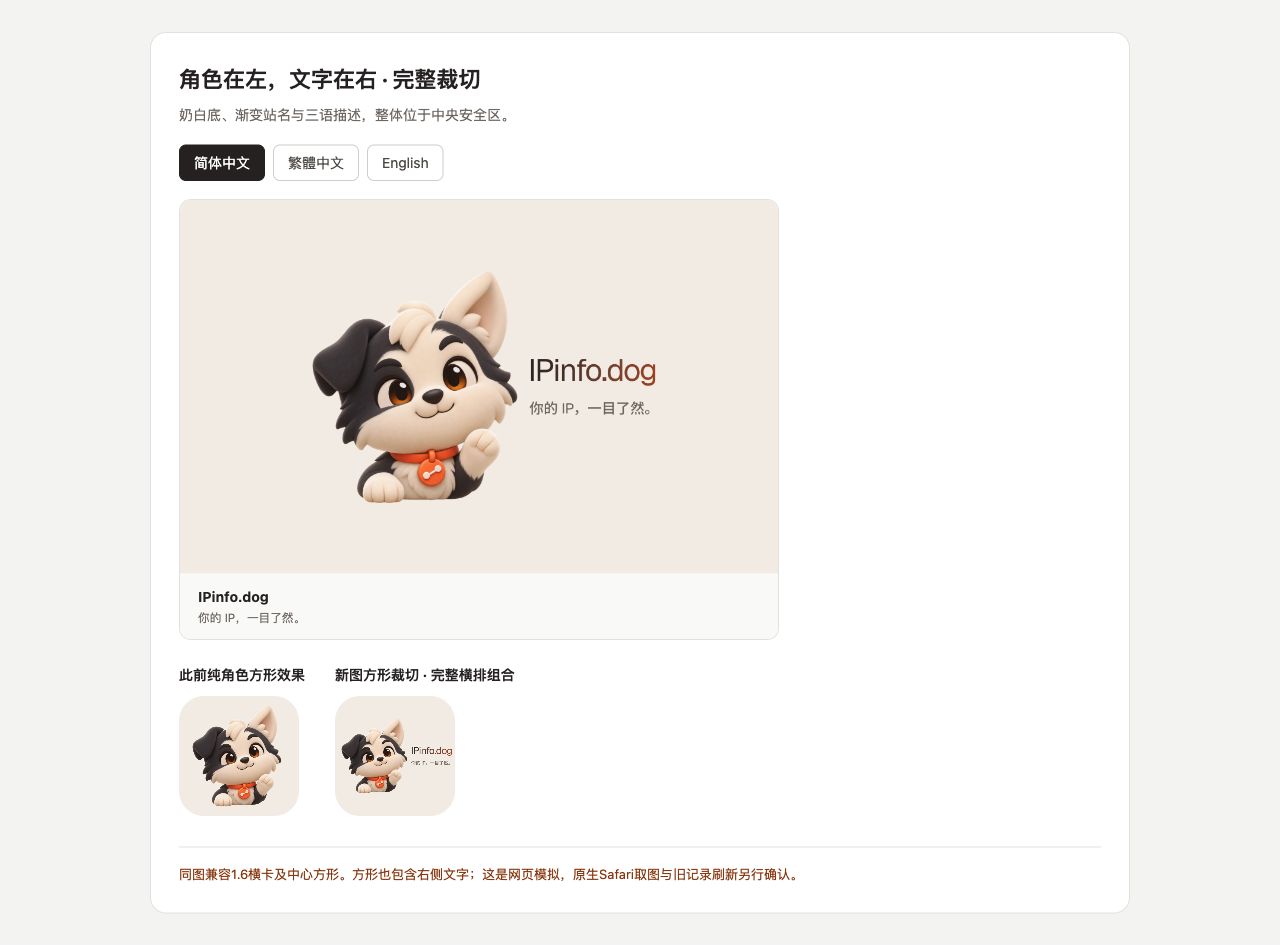 角色在左，文字在右 · 完整裁切
奶白底、渐变站名与三语描述，整体位于中央安全区。
简体中文
繁體中文
English
IPinfo.dog
你的 IP，一目了然。
IPinfo.dog
你的 IP，一目了然。
此前纯角色方形效果
新图方形裁切 · 完整横排组合
IPinfo.dog
同图兼容1.6横卡及中心方形。方形也包含右侧文字；这是网页模拟，原生Safari取图与旧记录刷新另行确认。